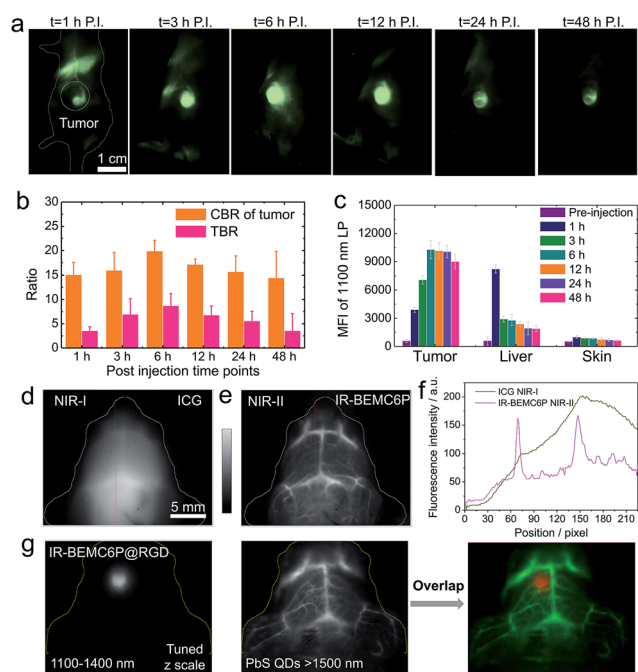 a
t=1 h P.I. t=3 h P.I. t=6 h P.I. t=12 h P.I. t=24 h P.I. t=48 h P.I.
Tumor
1 cm
b
30
25
20
15
10
5
0
Ratio
CBR of tumor
TBR
1 h 3 h 6 h 12 h 24 h 48 h
Post injection time points
c
15000
12000
9000
6000
3000
0
MFI of 1100 nm LP
Pre-injection
1 h
3 h
6 h
12 h
24 h
48 h
Tumor Liver Skin
d
NIR-I ICG
5 mm
e
NIR-II IR-BEMC6P
f
ICG NIR-I
IR-BEMC6P NIR-II
250
200
150
100
50
0
Fluorescence intensity / a.u.
0 30 60 90 120 150 180 210
Position / pixel
g
IR-BEMC6P@RGD
1100-1400 nm
Tuned
z scale
PbS QDs >1500 nm
Overlap